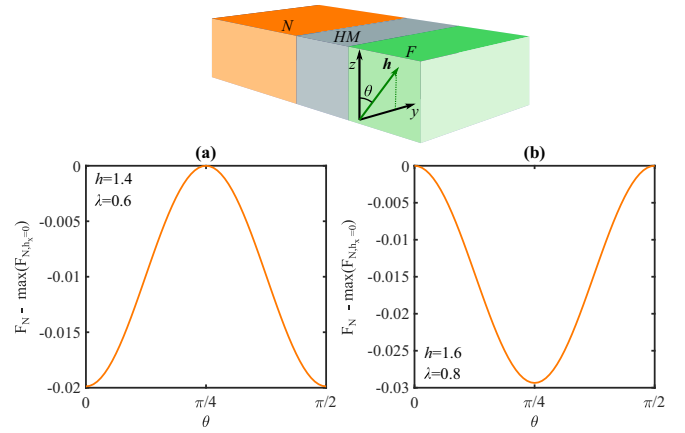 N
HM
F
z
h
θ
y
(a)
h=1.4
λ=0.6
F_N - max(F_{N,h_x=0})
0
-0.005
-0.01
-0.015
-0.02
0
π/4
π/2
θ
(b)
h=1.6
λ=0.8
F_N - max(F_{N,h_x=0})
0
-0.005
-0.01
-0.015
-0.02
-0.025
-0.03
0
π/4
π/2
θ